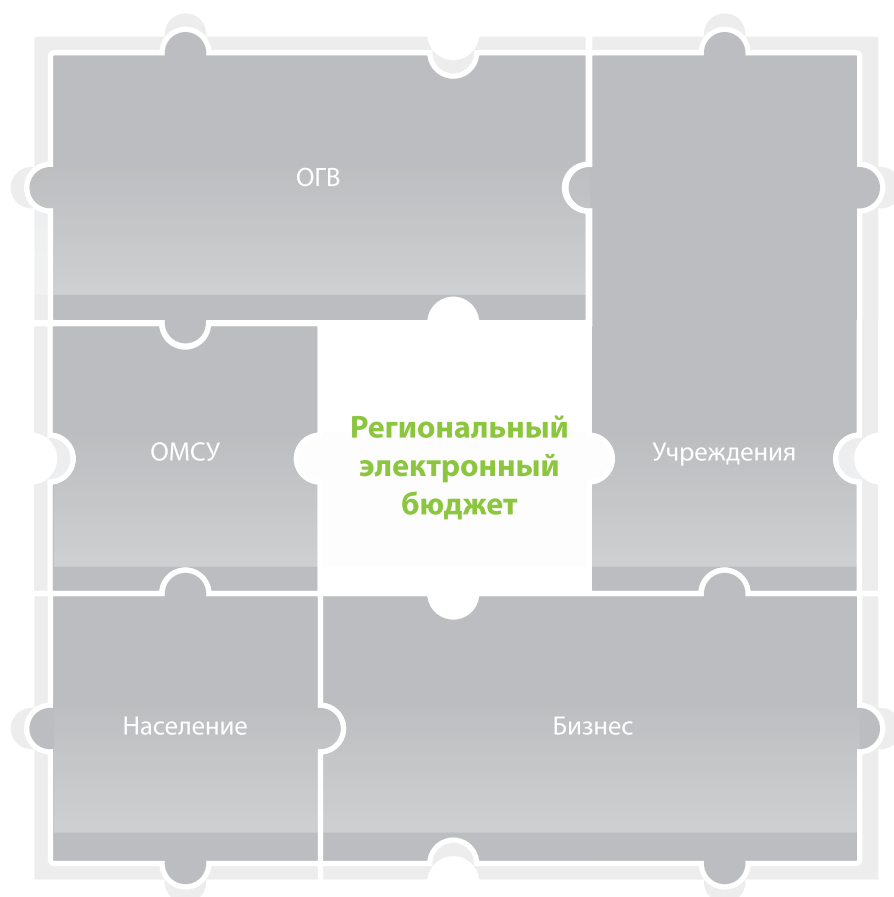 ОГВ
Региональный
электронный
бюджет
ОМСУ
Учреждения
Население
Бизнес